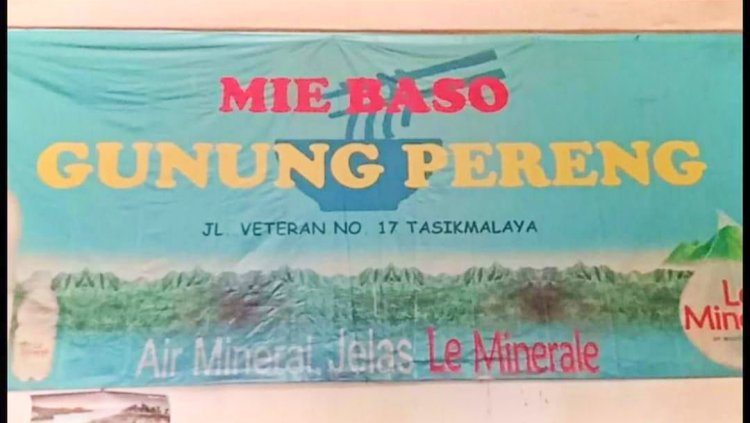 MIE BASO
GUNUNG PERENG
JL. VETERAN NO. 17 TASIKMALAYA
Air Mineral, Jelas Le Minerale